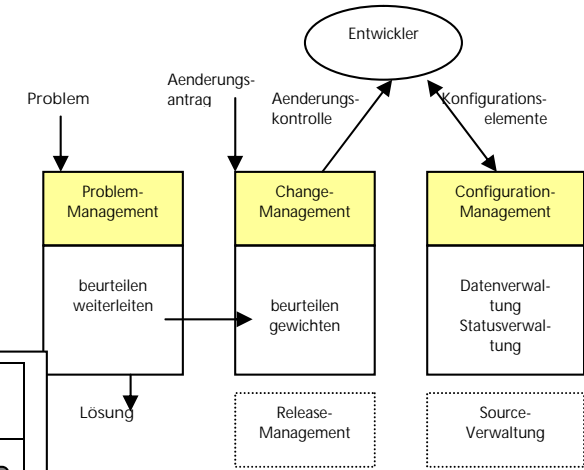 Entwickler
Problem
Aenderungs-
antrag
Aenderungs-
kontrolle
Konfigurations-
elemente
Problem-
Management
beurteilen
weiterleiten
Lösung
Change-
Management
beurteilen
gewichten
Release-
Management
Configuration-
Management
Datenverwal-
tung
Statusverwal-
tung
Source-
Verwaltung